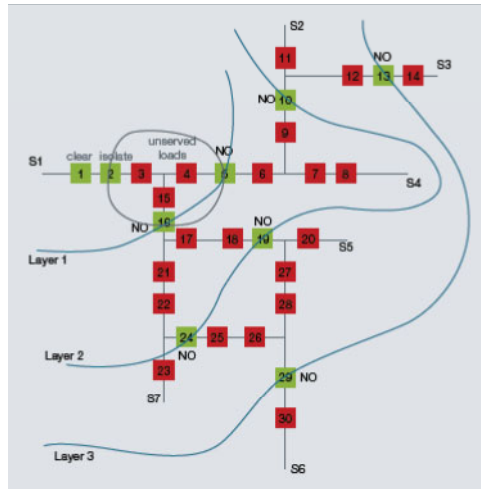 S2
11
NO
S3
12
13
14
NO
10
unserved
loads
9
NO
clear
isolate
S1
1
2
3
4
5
6
7
8
S4
15
16
NO
NO
17
18
19
20
S5
Layer 1
21
27
22
28
24
25
26
Layer 2
NO
23
29
NO
S7
30
Layer 3
S6